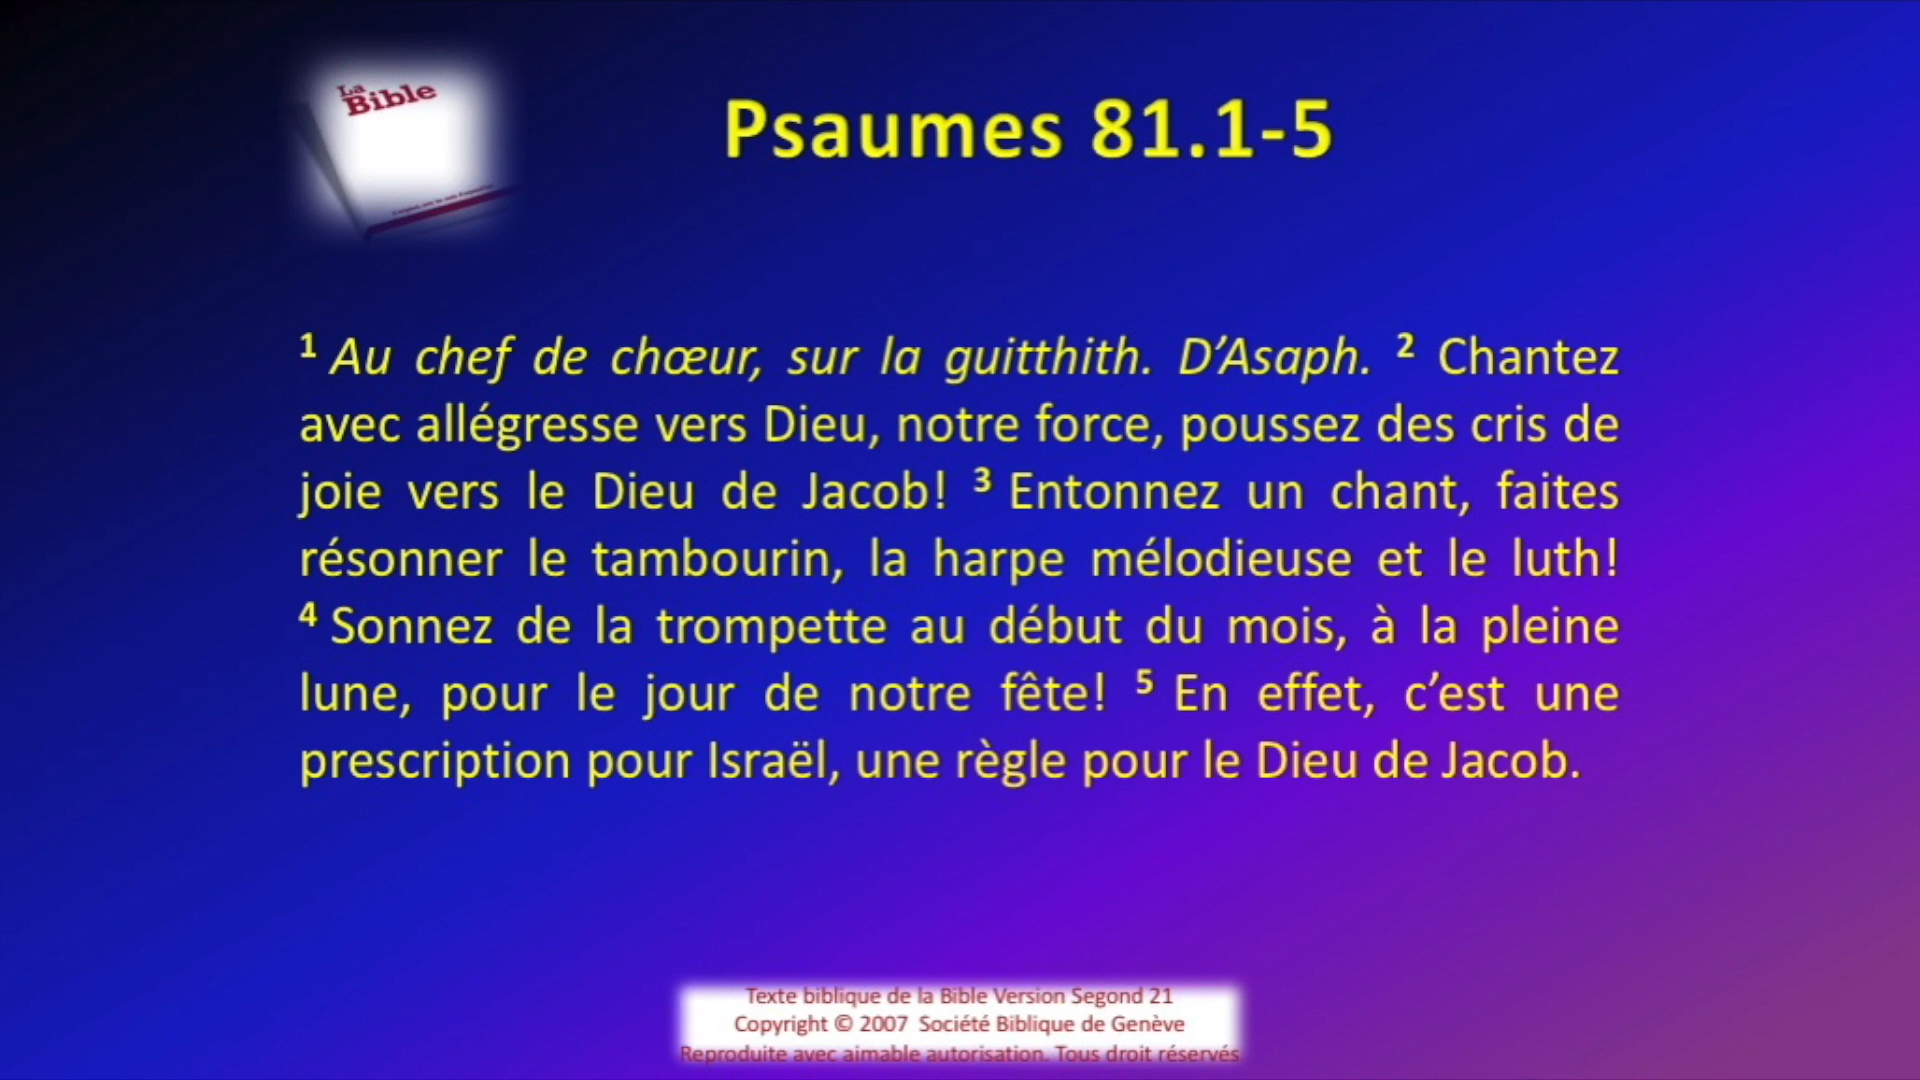 La
Bible
Psaumes 81.1-5
¹ Au chef de chœur, sur la guitthith. D’Asaph. ² Chantez
avec allégresse vers Dieu, notre force, poussez des cris de
joie vers le Dieu de Jacob! ³ Entonnez un chant, faites
résonner le tambourin, la harpe mélodieuse et le luth!
⁴ Sonnez de la trompette au début du mois, à la pleine
lune, pour le jour de notre fête! ⁵ En effet, c’est une
prescription pour Israël, une règle pour le Dieu de Jacob.
Texte biblique de la Bible Version Segond 21
Copyright © 2007 Société Biblique de Genève
Reproduite avec aimable autorisation. Tous droit réservés